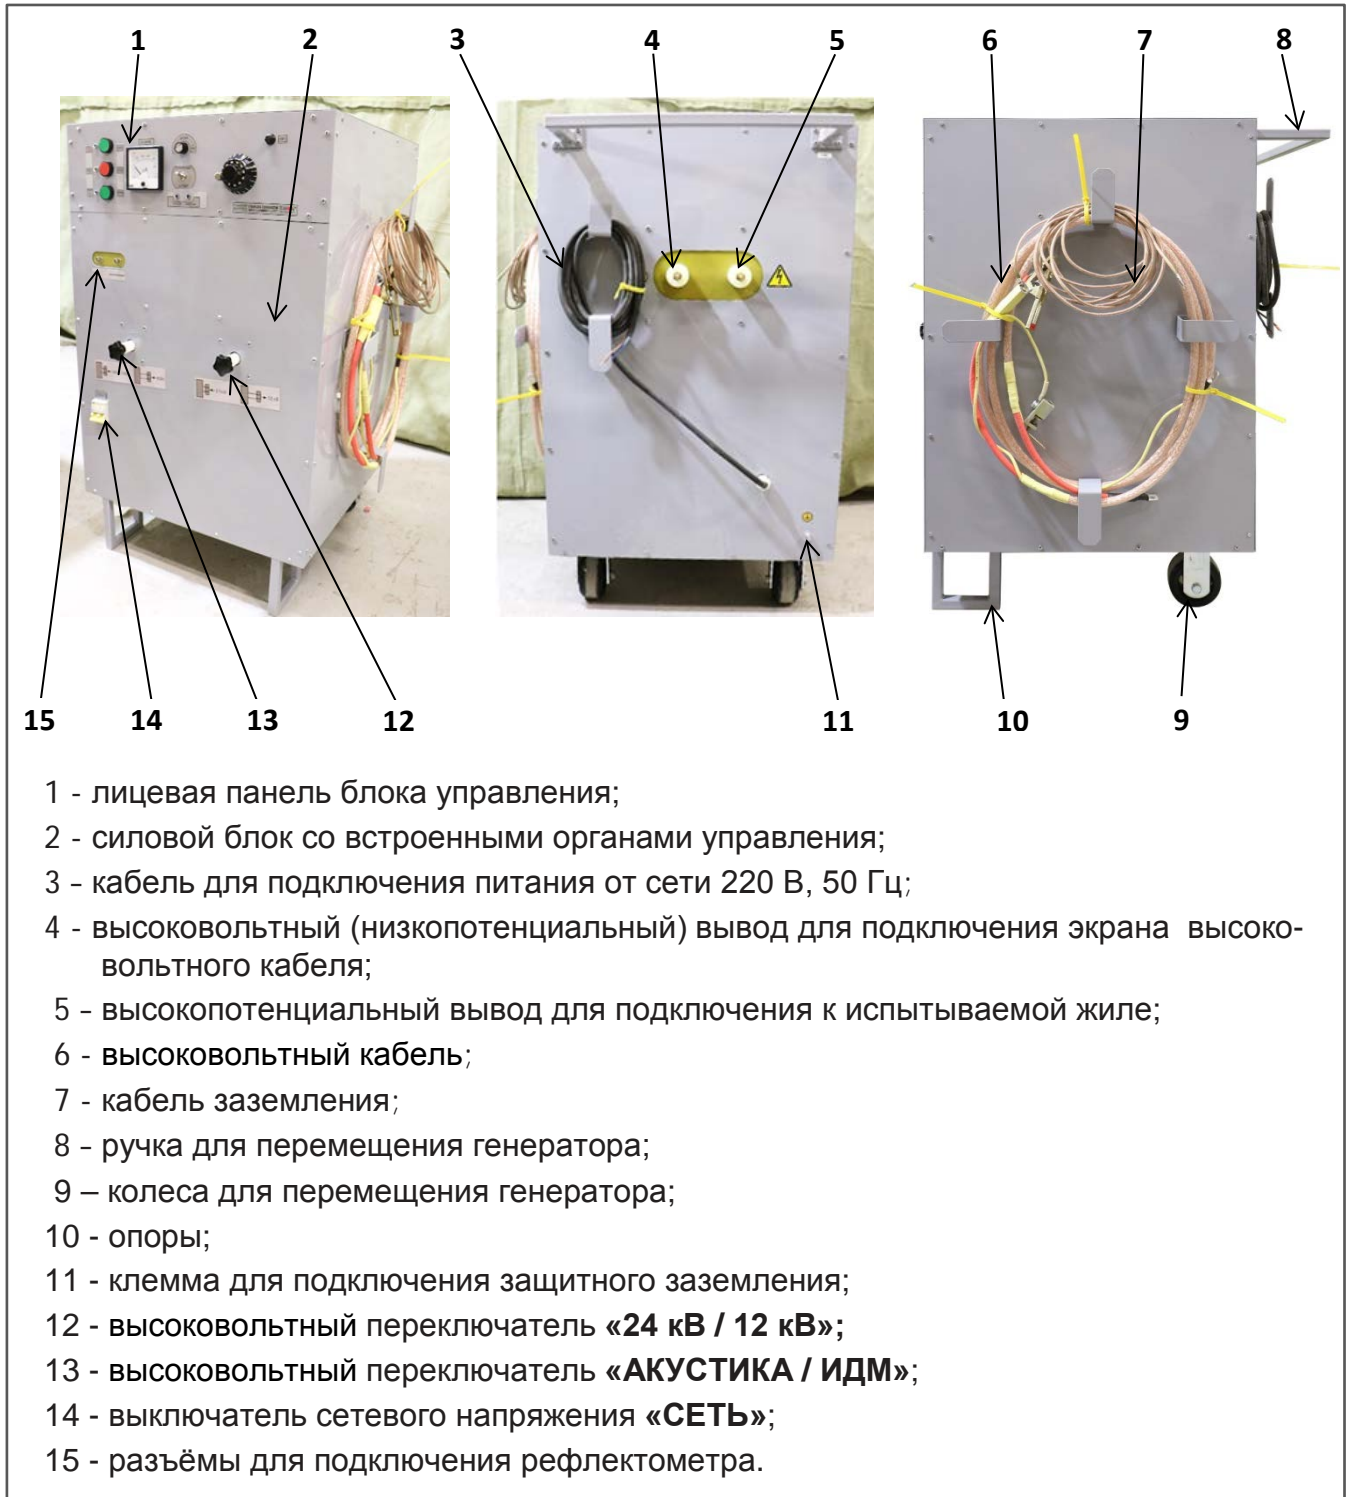 1 2 3 4 5 6 7 8
15 14 13 12 11 10 9
1 - лицевая панель блока управления;
2 - силовой блок со встроенными органами управления;
3 – кабель для подключения питания от сети 220 В, 50 Гц;
4 - высоковольтный (низкопотенциальный) вывод для подключения экрана высоко-
вольтного кабеля;
5 – высокопотенциальный вывод для подключения к испытываемой жиле;
6 - высоковольтный кабель;
7 - кабель заземления;
8 – ручка для перемещения генератора;
9 – колеса для перемещения генератора;
10 - опоры;
11 - клемма для подключения защитного заземления;
12 - высоковольтный переключатель «24 кВ / 12 кВ»;
13 - высоковольтный переключатель «АКУСТИКА / ИДМ»;
14 - выключатель сетевого напряжения «СЕТЬ»;
15 - разъёмы для подключения рефлектометра.